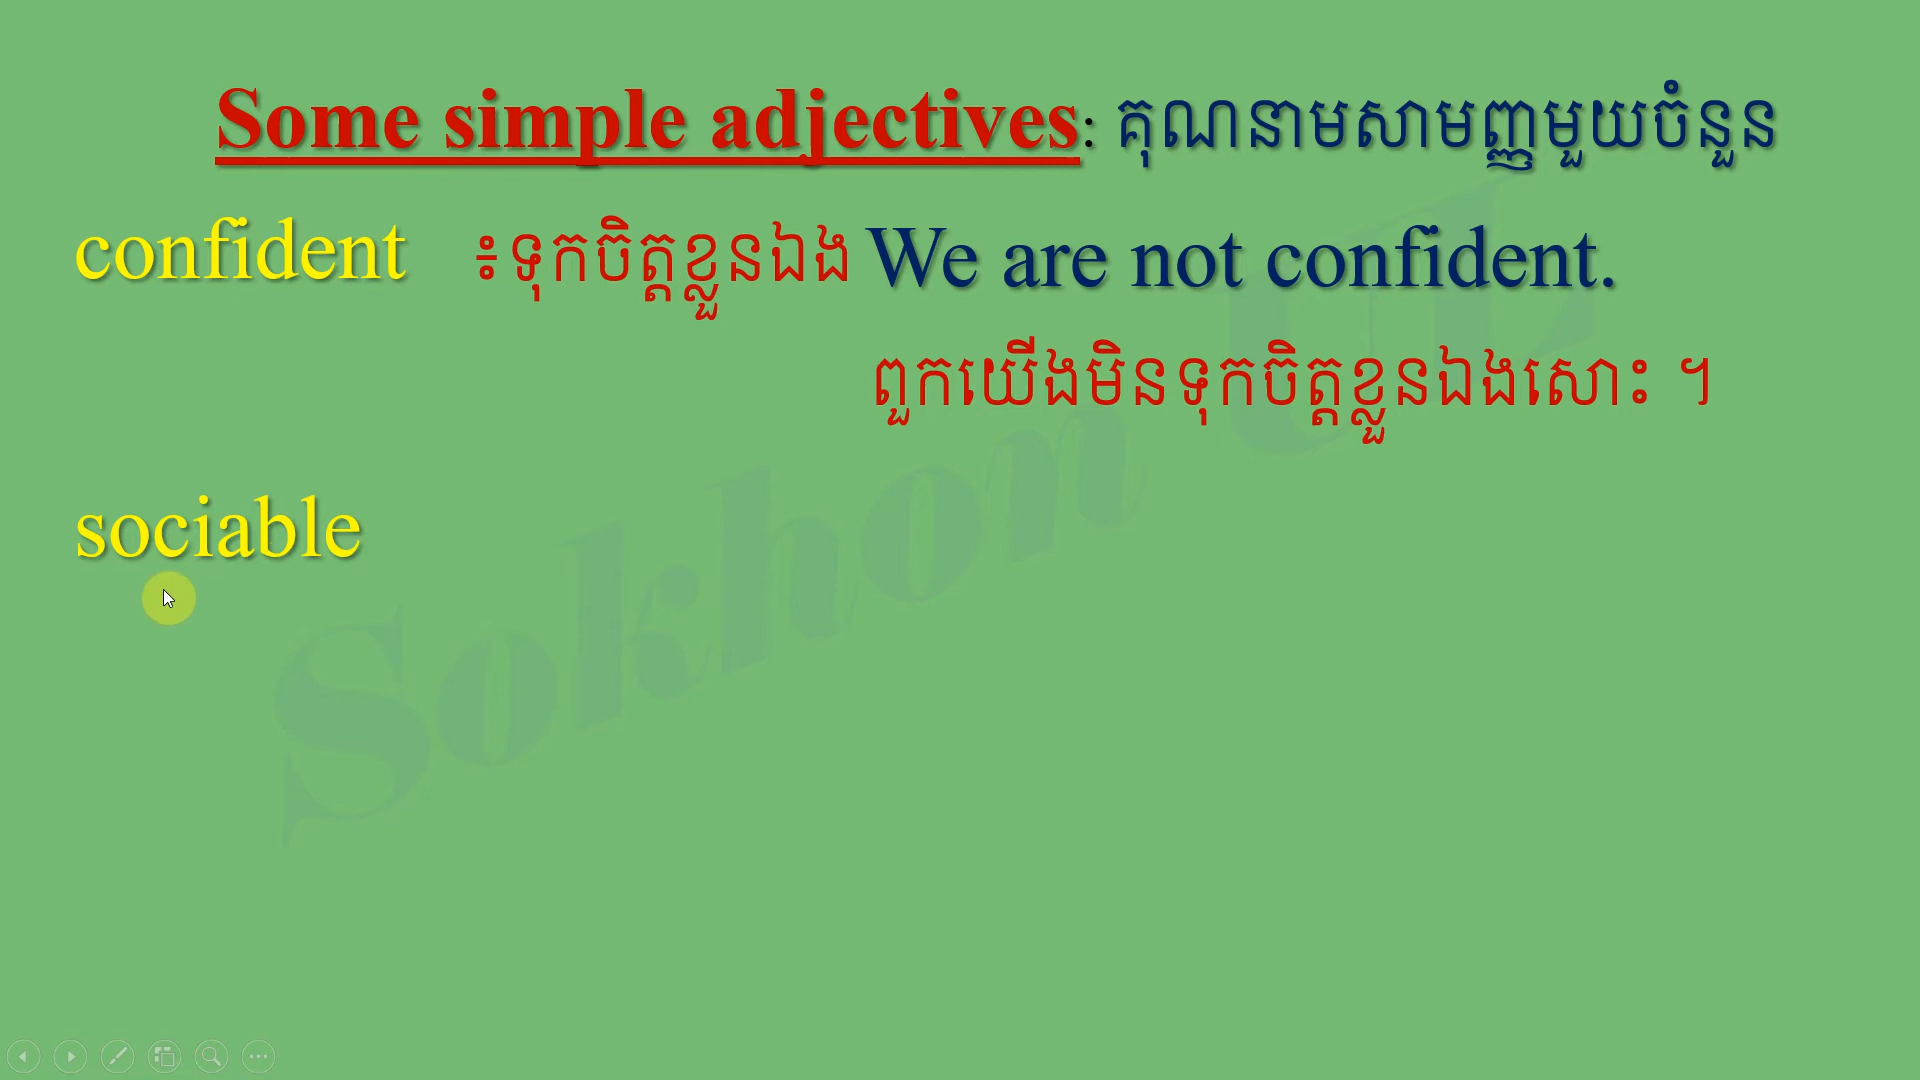 Some simple adjectives: គុណនាមសាមញ្ញមួយចំនួន
confident ៖ទុកចិត្តខ្លួនឯង We are not confident.
ពួកយើងមិនទុកចិត្តខ្លួនឯងសោះ ។
sociable
Sokhon UL